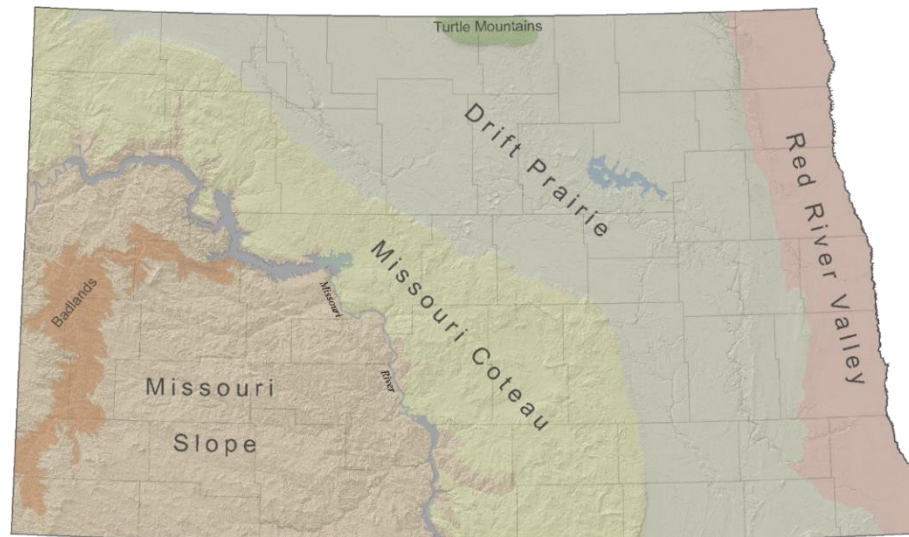 Turtle Mountains
Drift Prairie
Red River Valley
Missouri Coteau
Badlands
Missouri
River
Missouri
Slope